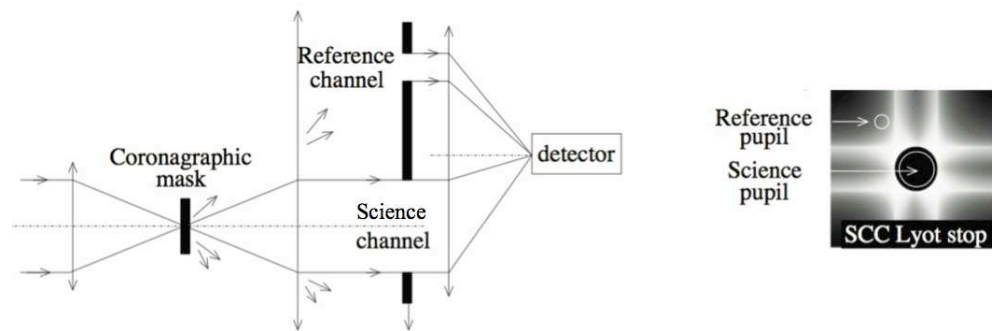 Reference
channel
Coronagraphic
mask
Science
channel
detector
Reference
pupil
Science
pupil
SCC Lyot stop